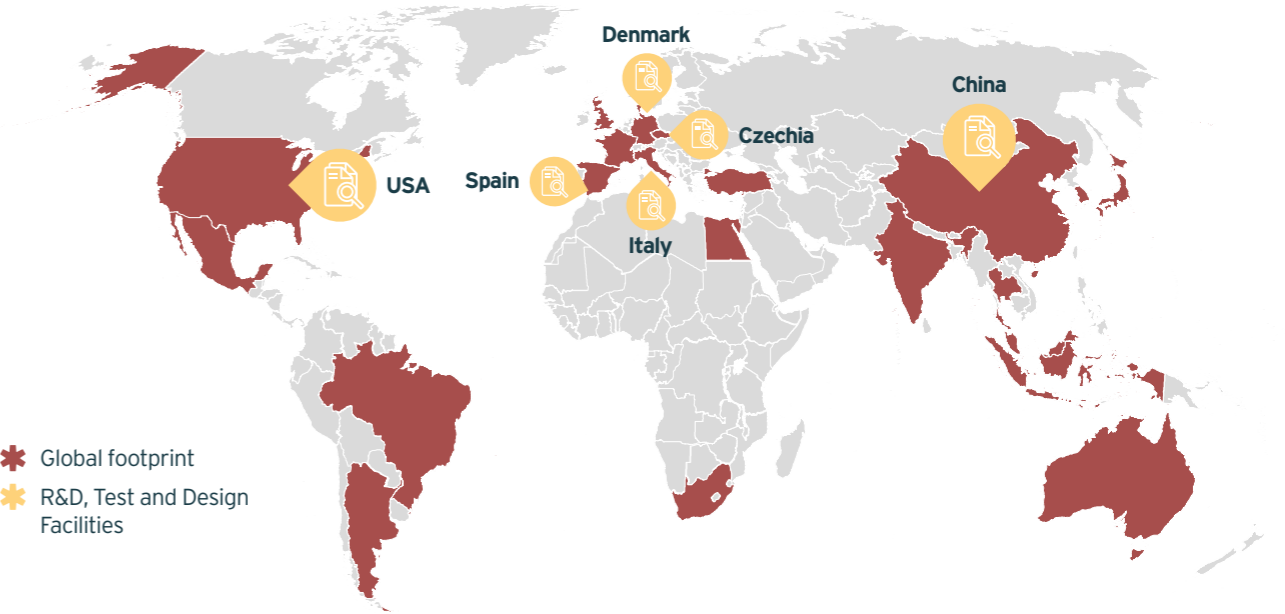 Denmark
China
Czechia
Spain
USA
Italy
Global footprint
R&D, Test and Design
Facilities